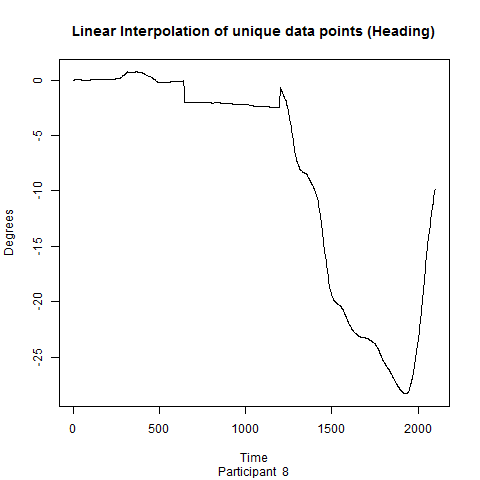 Linear Interpolation of unique data points (Heading)
0
-5
-10
-15
-20
-25
Degrees
0 500 1000 1500 2000
Time
Participant 8